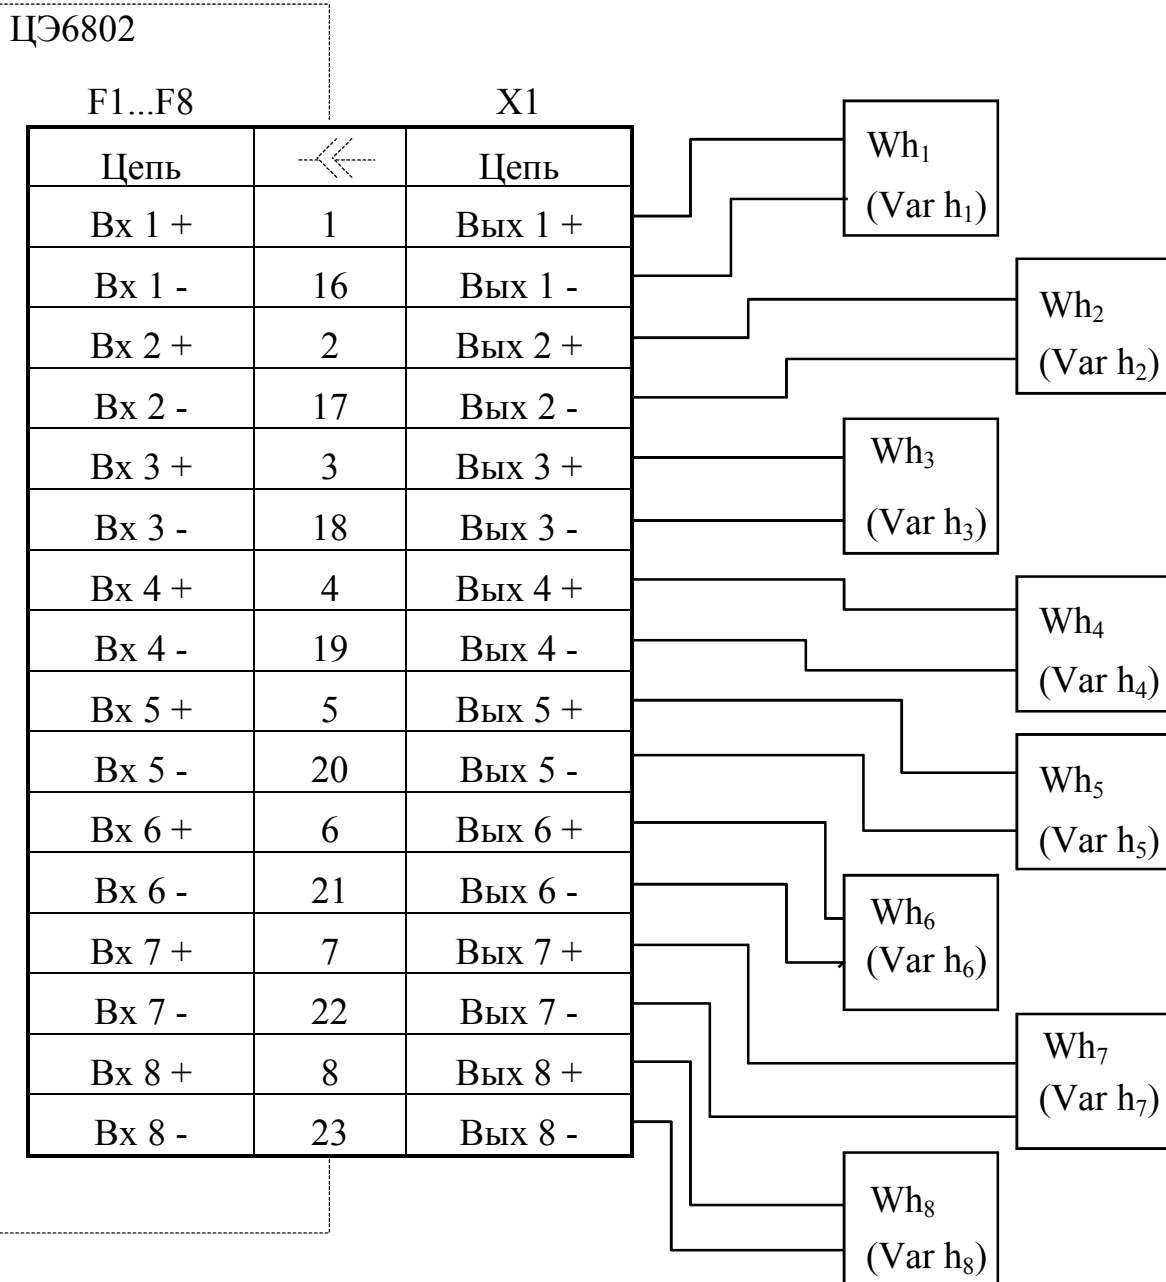 ЦЭ6802
F1...F8 X1
Цепь Цепь
Вх 1 + 1 Вых 1 +
Вх 1 - 16 Вых 1 -
Вх 2 + 2 Вых 2 +
Вх 2 - 17 Вых 2 -
Вх 3 + 3 Вых 3 +
Вх 3 - 18 Вых 3 -
Вх 4 + 4 Вых 4 +
Вх 4 - 19 Вых 4 -
Вх 5 + 5 Вых 5 +
Вх 5 - 20 Вых 5 -
Вх 6 + 6 Вых 6 +
Вх 6 - 21 Вых 6 -
Вх 7 + 7 Вых 7 +
Вх 7 - 22 Вых 7 -
Вх 8 + 8 Вых 8 +
Вх 8 - 23 Вых 8 -
Wh₁
(Var h₁)
Wh₂
(Var h₂)
Wh₃
(Var h₃)
Wh₄
(Var h₄)
Wh₅
(Var h₅)
Wh₆
(Var h₆)
Wh₇
(Var h₇)
Wh₈
(Var h₈)